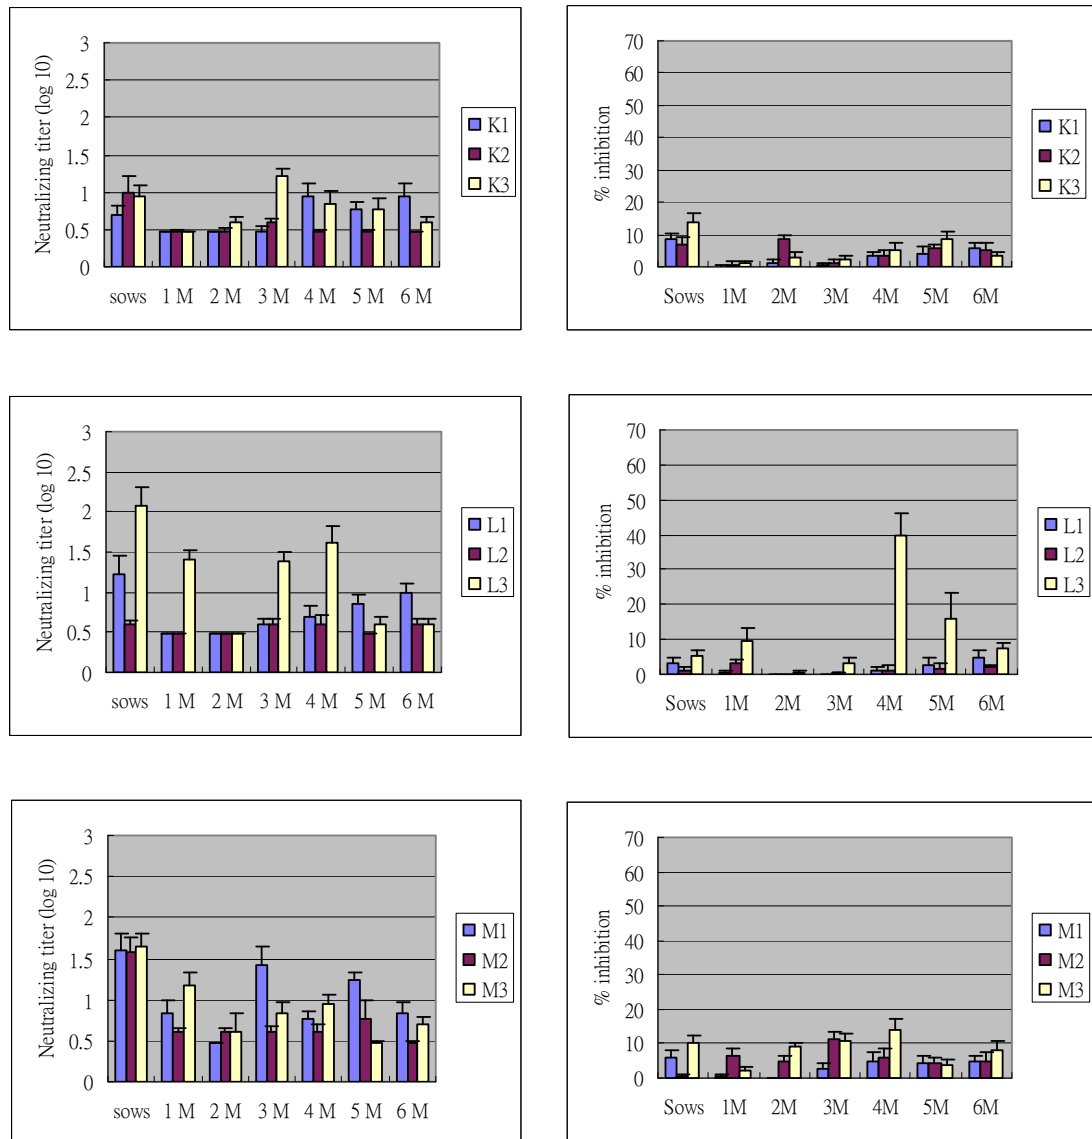 3
2.5
2
1.5
1
0.5
0
Neutralizing titer (log 10)
sows 1 M 2 M 3 M 4 M 5 M 6 M
K1
K2
K3
70
60
50
40
30
20
10
0
% inhibition
Sows 1M 2M 3M 4M 5M 6M
K1
K2
K3
3
2.5
2
1.5
1
0.5
0
Neutralizing titer (log 10)
sows 1 M 2 M 3 M 4 M 5 M 6 M
L1
L2
L3
70
60
50
40
30
20
10
0
% inhibition
Sows 1M 2M 3M 4M 5M 6M
L1
L2
L3
3
2.5
2
1.5
1
0.5
0
Neutralizing titer (log 10)
sows 1 M 2 M 3 M 4 M 5 M 6 M
M1
M2
M3
70
60
50
40
30
20
10
0
% inhibition
Sows 1M 2M 3M 4M 5M 6M
M1
M2
M3